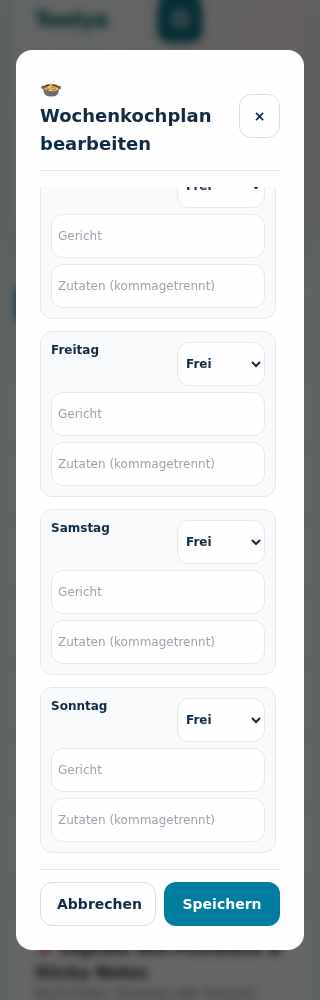 Wochenkochplan
bearbeiten
×
Frei
Gericht
Zutaten (kommagetrennt)
Freitag
Frei
Gericht
Zutaten (kommagetrennt)
Samstag
Frei
Gericht
Zutaten (kommagetrennt)
Sonntag
Frei
Gericht
Zutaten (kommagetrennt)
Abbrechen
Speichern